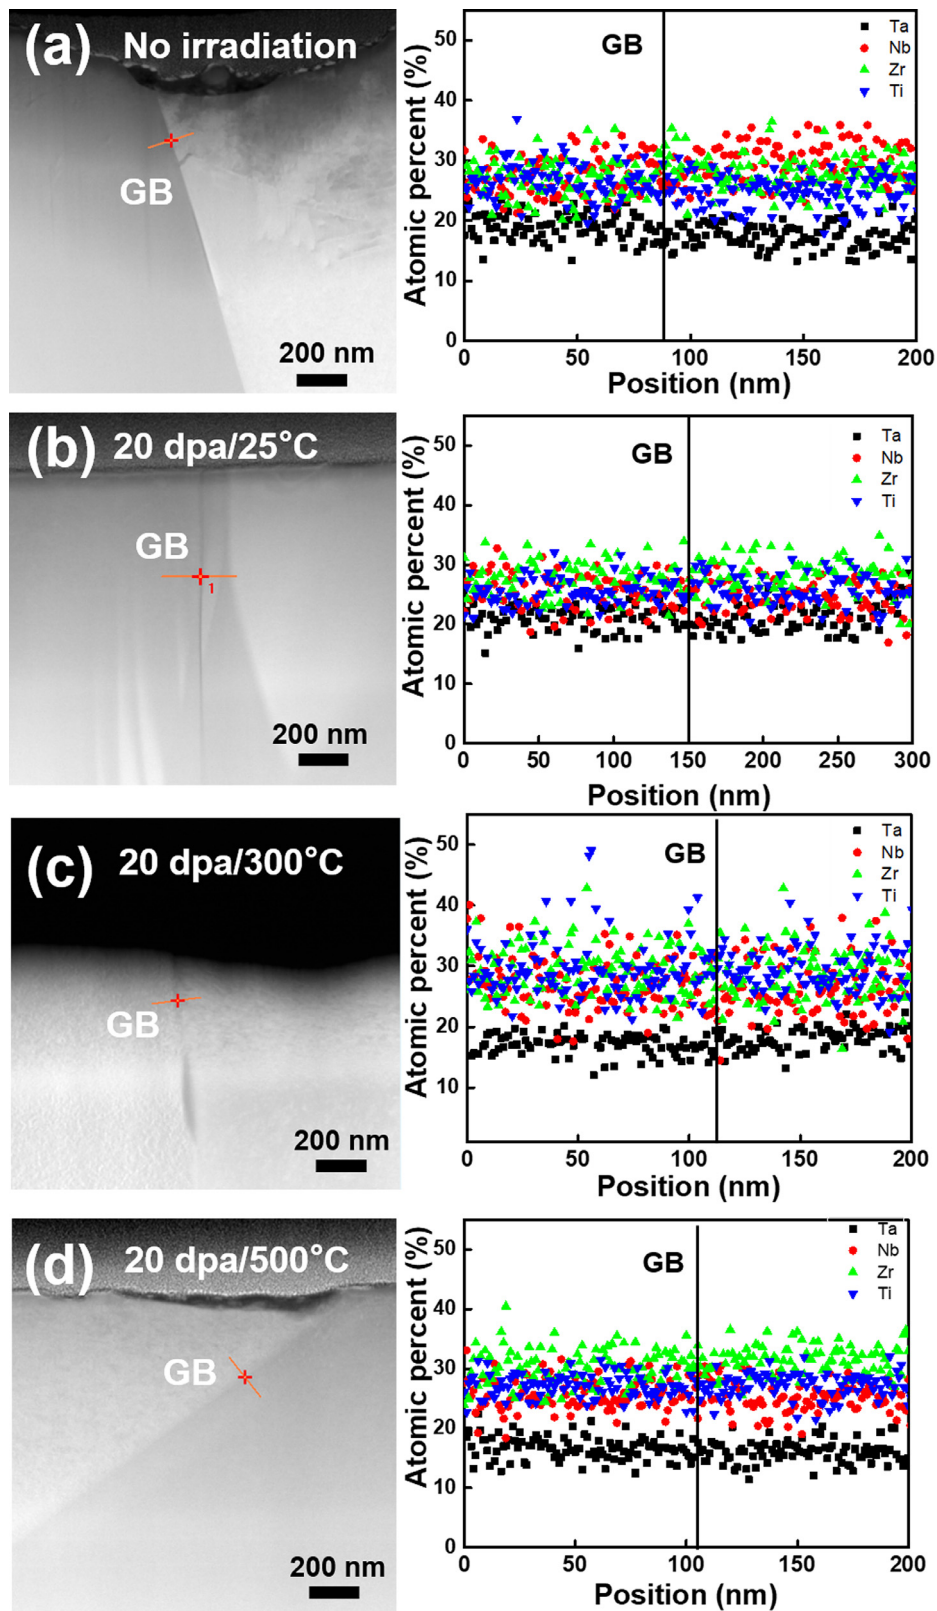 (a) No irradiation
GB
200 nm
Atomic percent (%)
50
40
30
20
10
0
GB
Ta
Nb
Zr
Ti
0 50 100 150 200
Position (nm)
(b) 20 dpa/25°C
GB
1
200 nm
Atomic percent (%)
50
40
30
20
10
0
GB
Ta
Nb
Zr
Ti
0 50 100 150 200 250 300
Position (nm)
(c) 20 dpa/300°C
GB
200 nm
Atomic percent (%)
50
40
30
20
10
GB
Ta
Nb
Zr
Ti
0 50 100 150 200
Position (nm)
(d) 20 dpa/500°C
GB
200 nm
Atomic percent (%)
50
40
30
20
10
0
GB
Ta
Nb
Zr
Ti
0 50 100 150 200
Position (nm)